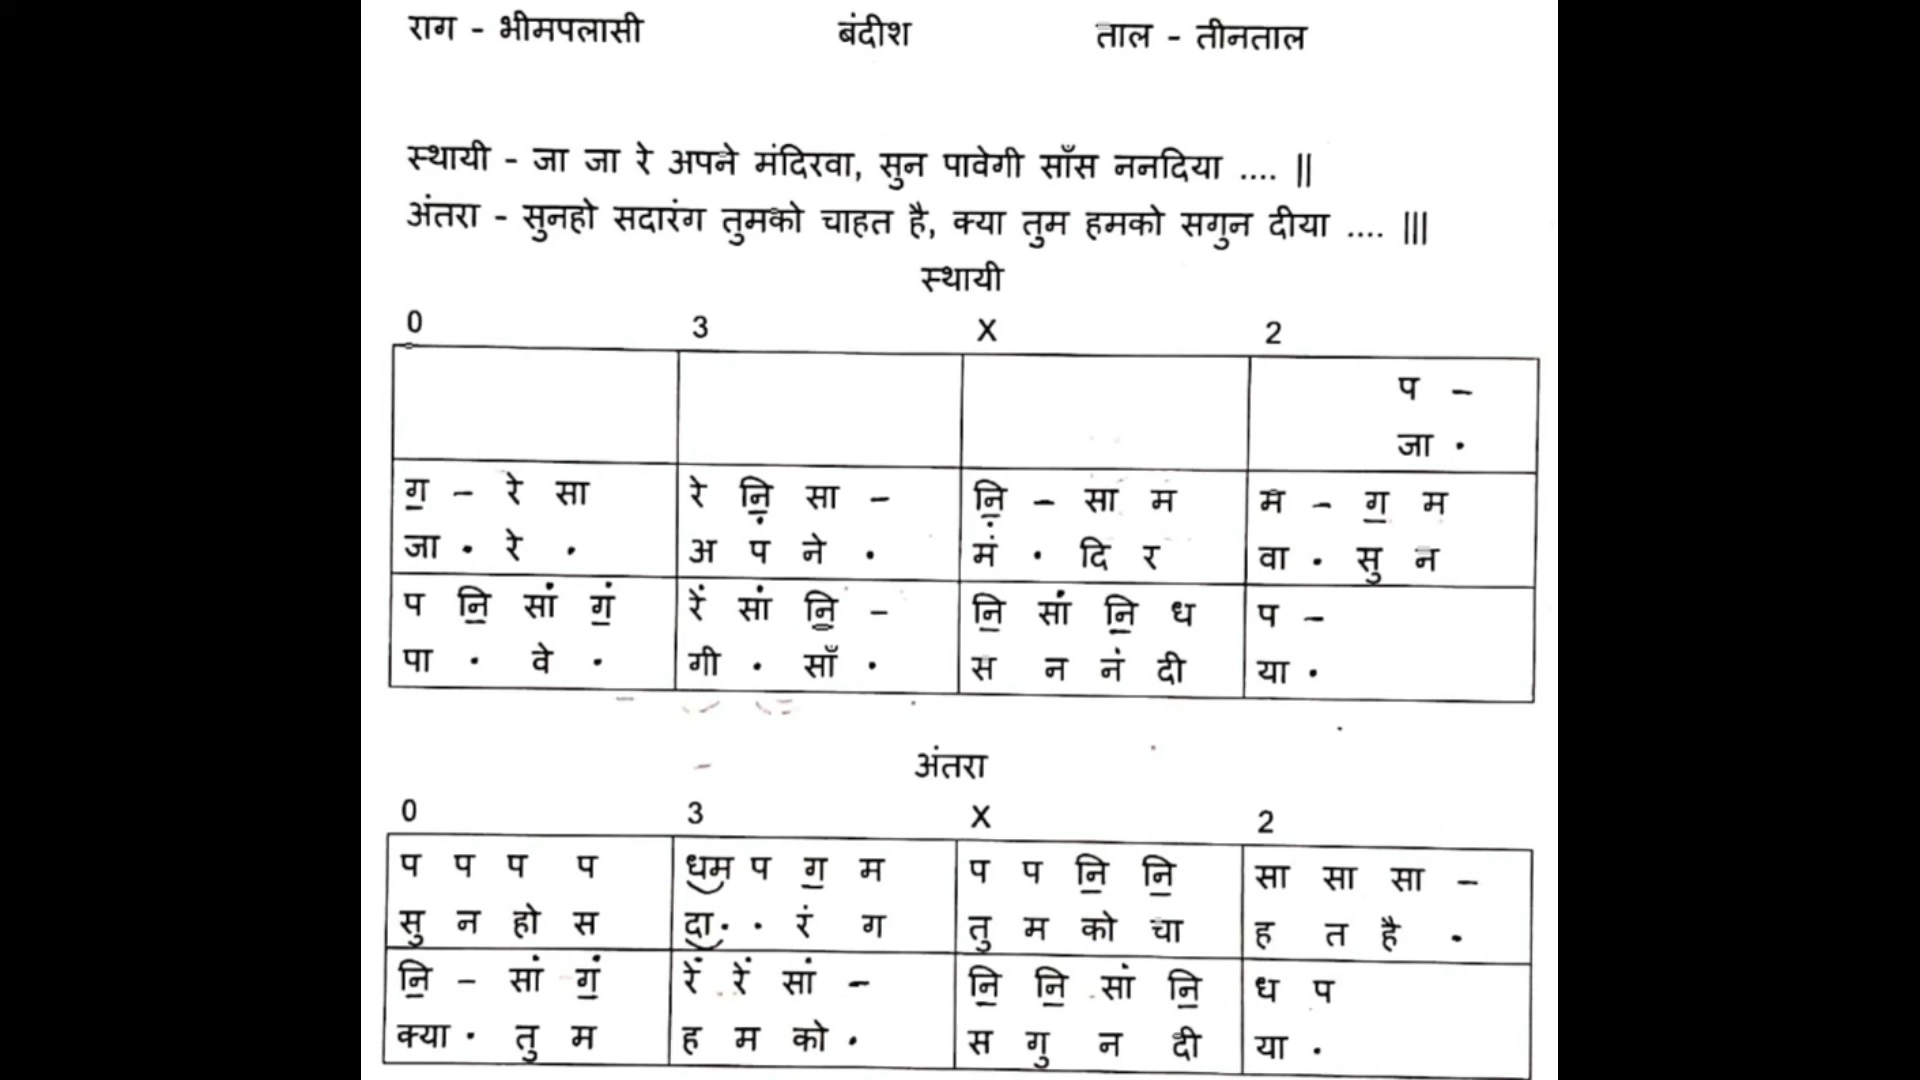 राग - भीमपलासी बंदीश ताल - तीनताल
स्थायी - जा जा रे अपने मंदिरवा, सुन पावेगी साँस ननदिया .... ||
अंतरा - सुनहो सदारंग तुमको चाहत है, क्या तुम हमको सगुन दीया .... |||
स्थायी
0 3 X 2
प –
जा •
ग॒ – रे सा रे नि़॒ सा – नि़॒ – सा म म – ग॒ म
जा • रे • अ प ने • मं • दि र वा • सु न
प नि॒ सां गं॒ रें सां नि॒ – नि॒ सां नि॒ ध प –
पा • वे • गी • साँ • स न नं दी या •
अंतरा
0 3 X 2
प प प प धम प ग॒ म प प नि॒ नि॒ सा सा सा –
सु न हो स दा• • रं ग तु म को चा ह त है •
नि॒ – सां गं॒ रें रें सां – नि॒ नि॒ सां नि॒ ध प
क्या • तु म ह म को • स गु न दी या •